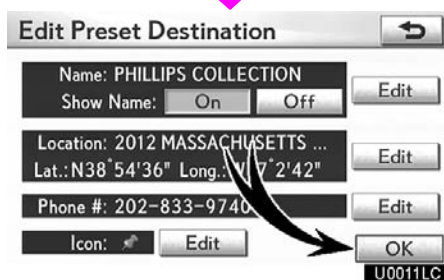 Edit Preset Destination
Name: PHILLIPS COLLECTION
Show Name: On Off
Edit
Location: 2012 MASSACHUSETTS ...
Lat.:N38°54'36" Long.: 7°2'42"
Edit
Phone #: 202-833-9740
Edit
Icon: Edit
OK
U0011LC